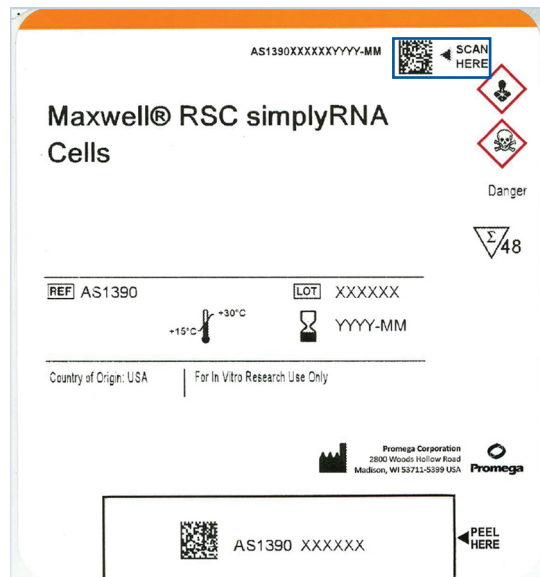 AS1390XXXXXXYYYY-MM
SCAN
HERE
Maxwell® RSC simplyRNA
Cells
Danger
Σ
48
REF AS1390
LOT XXXXXX
+30°C
+15°C
YYYY-MM
Country of Origin: USA
For In Vitro Research Use Only
Promega Corporation
2800 Woods Hollow Road
Madison, WI 53711-5399 USA
Promega
AS1390 XXXXXX
PEEL
HERE